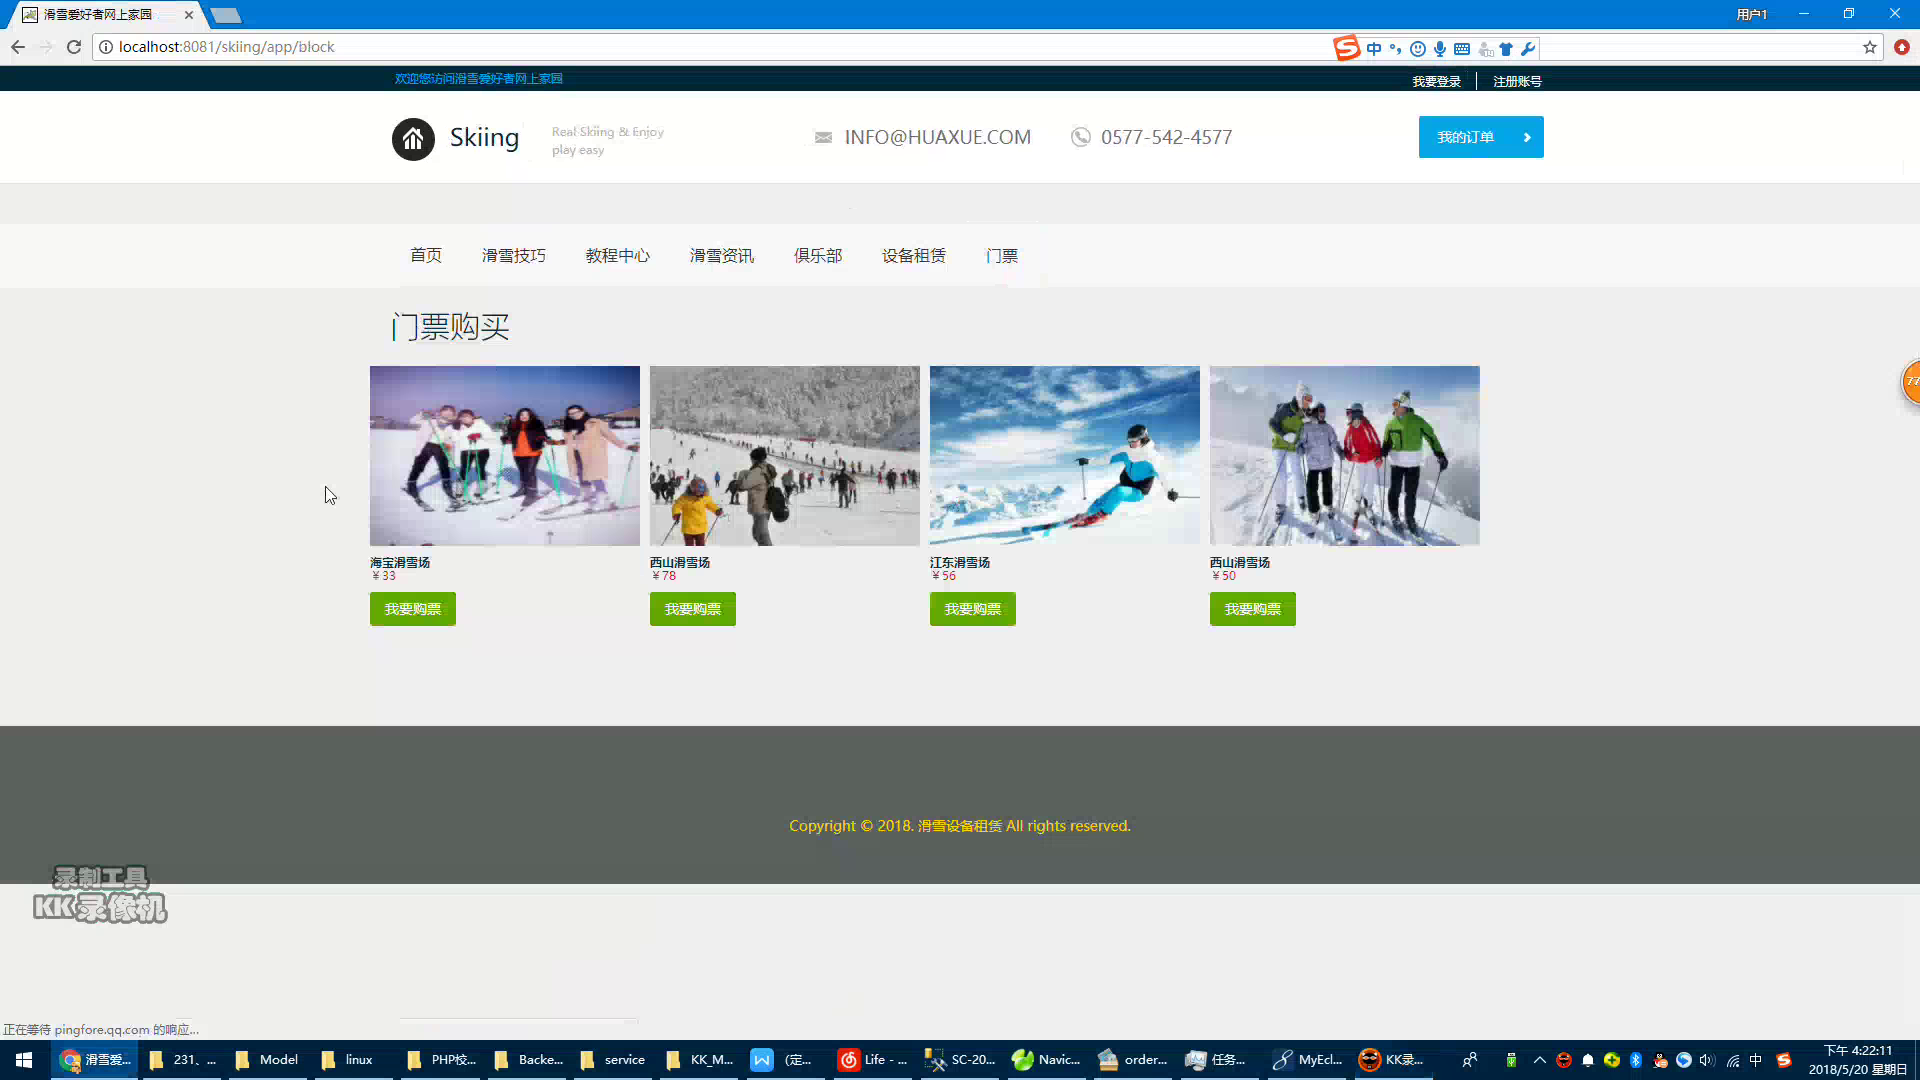 滑雪爱好者网上家园
用户1
localhost:8081/skiing/app/block
中
欢迎您访问滑雪爱好者网上家园
我要登录
注册账号
Skiing
Real Skiing & Enjoy
play easy
INFO@HUAXUE.COM
0577-542-4577
我的订单
首页
滑雪技巧
教程中心
滑雪资讯
俱乐部
设备租赁
门票
门票购买
77
海宝滑雪场
￥33
我要购票
西山滑雪场
￥78
我要购票
江东滑雪场
￥56
我要购票
西山滑雪场
￥50
我要购票
Copyright © 2018. 滑雪设备租赁 All rights reserved.
录制工具
KK录像机
正在等待 pingfore.qq.com 的响应...
滑雪爱...
231、...
Model
linux
PHP校...
Backe...
service
KK_M...
（定...
Life - ...
SC-20...
Navic...
order...
任务...
MyEcl...
KK录...
中
下午 4:22:11
2018/5/20 星期日